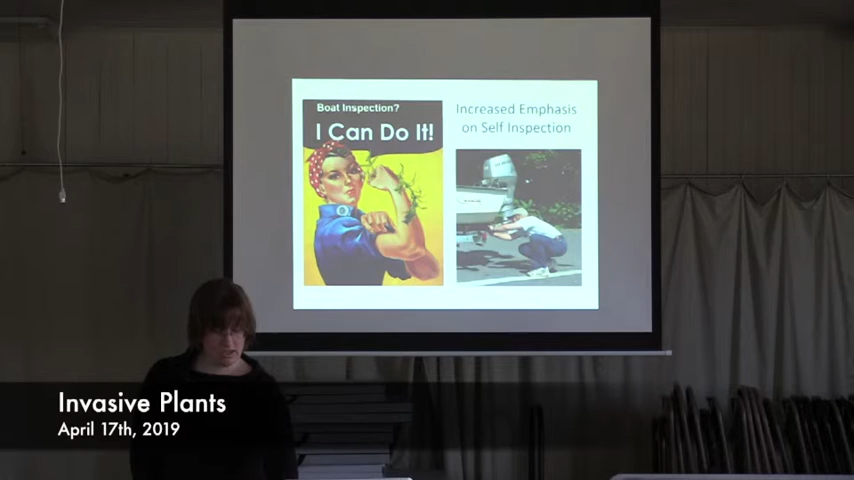 Boat Inspection?
I Can Do It!
Increased Emphasis
on Self Inspection
Invasive Plants
April 17th, 2019